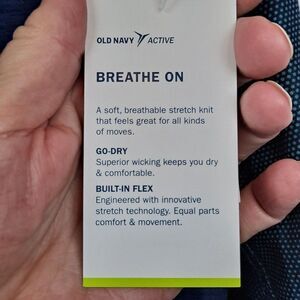 OLD NAVY ACTIVE
BREATHE ON
A soft, breathable stretch knit
that feels great for all kinds
of moves.
GO-DRY
Superior wicking keeps you dry
& comfortable.
BUILT-IN FLEX
Engineered with innovative
stretch technology. Equal parts
comfort & movement.